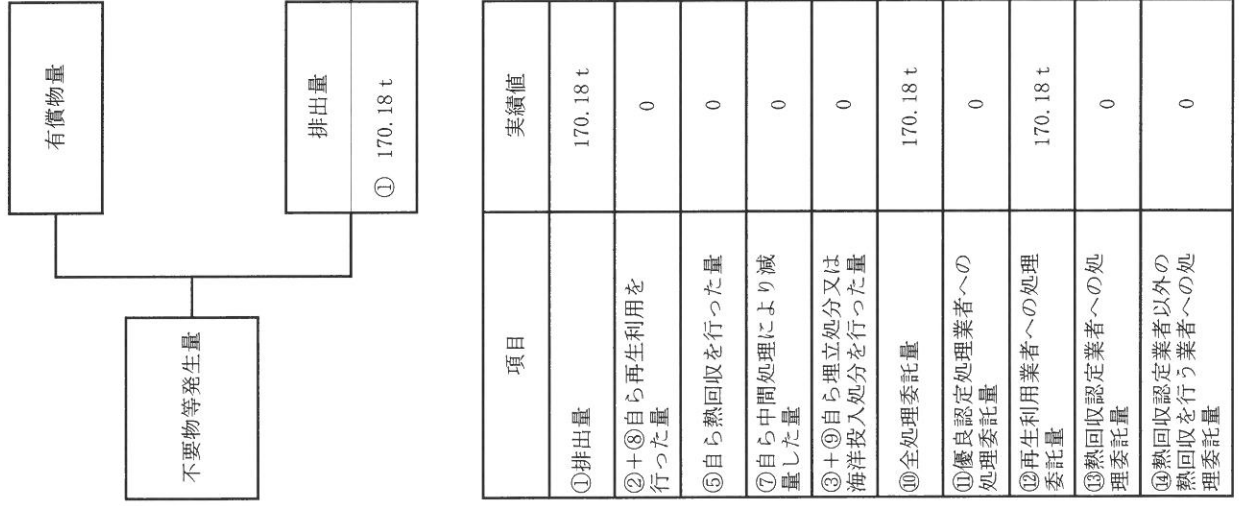 不要物等発生量
有償物量
排出量
① 170.18 t
項目
実績値
①排出量
170.18 t
②+⑧自ら再生利用を
行った量
0
⑤自ら熱回収を行った量
0
⑦自ら中間処理により減
量した量
0
③+⑨自ら埋立処分又は
海洋投入処分を行った量
0
⑩全処理委託量
170.18 t
⑪優良認定処理業者への
処理委託量
0
⑫再生利用業者への処理
委託量
170.18 t
⑬熱回収認定業者への処
理委託量
0
⑭熱回収認定業者以外の
熱回収を行う業者への処
理委託量
0